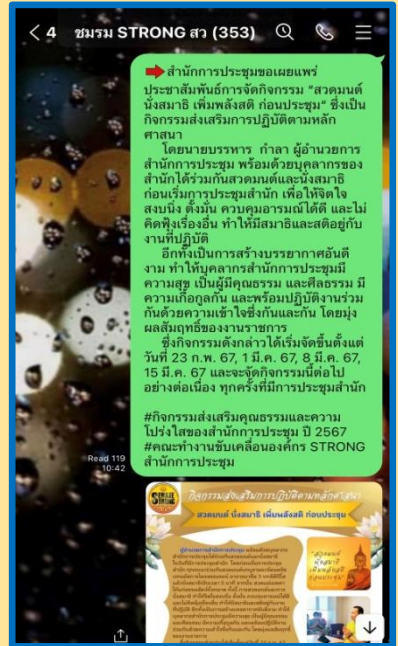 4 ชมรม STRONG สว (353)
สำนักการประชุมขอเผยแพร่
ประชาสัมพันธ์การจัดกิจกรรม "สวดมนต์
นั่งสมาธิ เพิ่มพลังสติ ก่อนประชุม" ซึ่งเป็น
กิจกรรมส่งเสริมการปฏิบัติตามหลัก
ศาสนา
โดยนายบรรหาร กำลา ผู้อำนวยการ
สำนักการประชุม พร้อมด้วยบุคลากรของ
สำนักได้ร่วมกันสวดมนต์และนั่งสมาธิ
ก่อนเริ่มการประชุมสำนัก เพื่อให้จิตใจ
สงบนิ่ง ตั้งมั่น ควบคุมอารมณ์ได้ดี และไม่
คิดฟุ้งเรื่องอื่น ทำให้มีสมาธิและสติอยู่กับ
งานที่ปฏิบัติ
อีกทั้งเป็นการสร้างบรรยากาศอันดี
งาม ทำให้บุคลากรสำนักการประชุมมี
ความสุข เป็นผู้มีคุณธรรม และศีลธรรม มี
ความเกื้อกูลกัน และพร้อมปฏิบัติงานร่วม
กันด้วยความเข้าใจซึ่งกันและกัน โดยมุ่ง
ผลสัมฤทธิ์ของงานราชการ
ซึ่งกิจกรรมดังกล่าวได้เริ่มจัดขึ้นตั้งแต่
วันที่ 23 ก.พ. 67, 1 มี.ค. 67, 8 มี.ค. 67,
15 มี.ค. 67 และจะจัดกิจกรรมนี้ต่อไป
อย่างต่อเนื่อง ทุกครั้งที่มีการประชุมสำนัก
#กิจกรรมส่งเสริมคุณธรรมและความ
โปร่งใสของสำนักการประชุม ปี 2567
#คณะทำงานขับเคลื่อนองค์กร STRONG
สำนักการประชุม
Read 119
10:42
กิจกรรมส่งเสริมการปฏิบัติตามหลักศาสนา
สวดมนต์ นั่งสมาธิ เพิ่มพลังสติ ก่อนประชุม
"สวดมนต์
นั่งสมาธิ
เพิ่มพลังสติ
ก่อนประชุม"